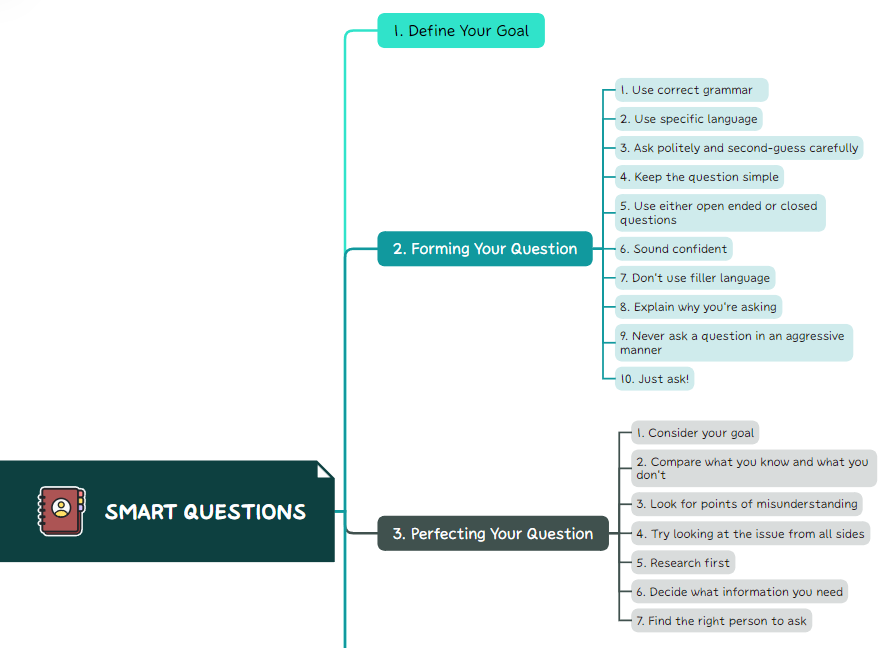 1. Define Your Goal
1. Use correct grammar
2. Use specific language
3. Ask politely and second-guess carefully
4. Keep the question simple
5. Use either open ended or closed
questions
2. Forming Your Question
6. Sound confident
7. Don't use filler language
8. Explain why you're asking
9. Never ask a question in an aggressive
manner
10. Just ask!
1. Consider your goal
2. Compare what you know and what you
don't
3. Look for points of misunderstanding
SMART QUESTIONS
3. Perfecting Your Question
4. Try looking at the issue from all sides
5. Research first
6. Decide what information you need
7. Find the right person to ask